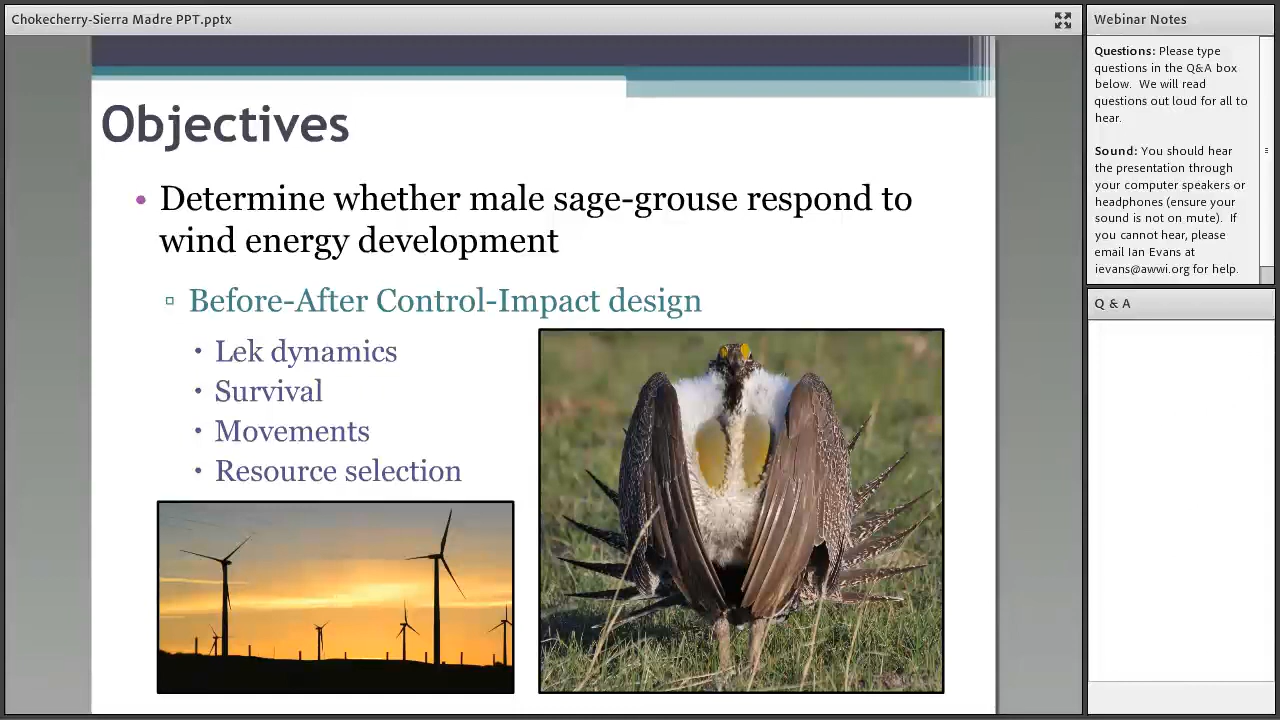 Chokecherry-Sierra Madre PPT.pptx
Objectives
• Determine whether male sage-grouse respond to
wind energy development
▫ Before-After Control-Impact design
• Lek dynamics
• Survival
• Movements
• Resource selection
Webinar Notes
Questions: Please type
questions in the Q&A box
below. We will read
questions out loud for all to
hear.
Sound: You should hear
the presentation through
your computer speakers or
headphones (ensure your
sound is not on mute). If
you cannot hear, please
email Ian Evans at
ievans@awwi.org for help.
Q & A